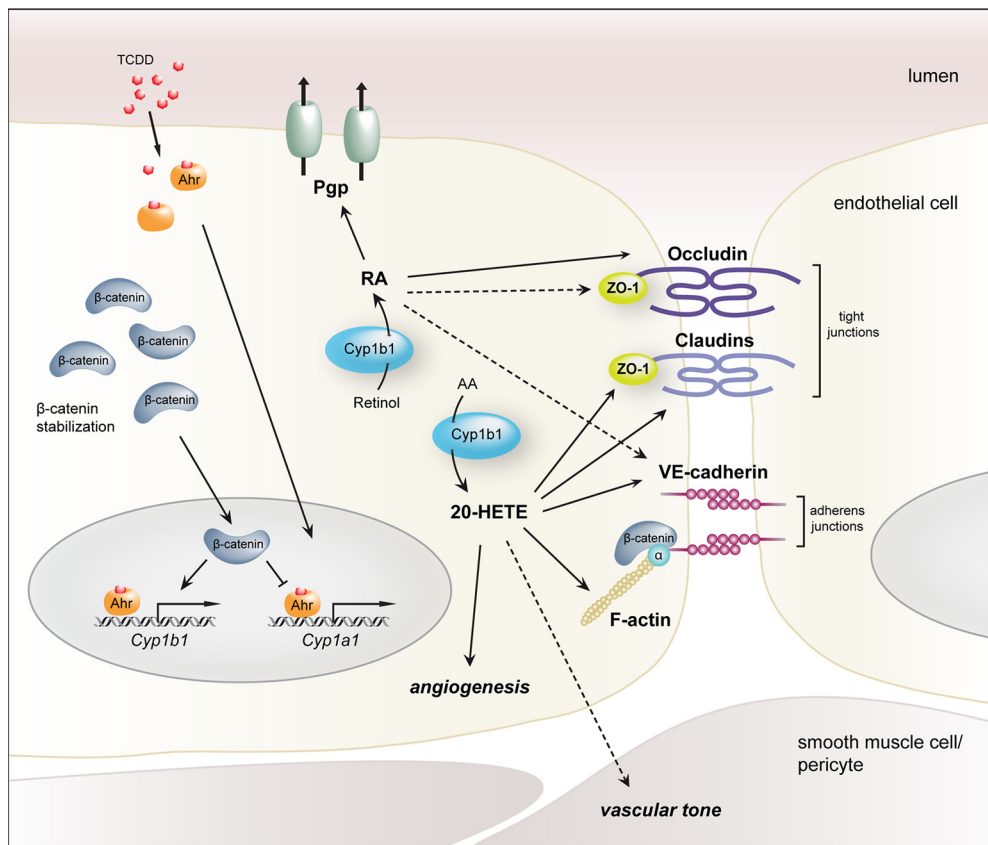 TCDD
lumen
Ahr
Pgp
endothelial cell
RA
Occludin
ZO-1
tight
junctions
β-catenin
β-catenin
β-catenin
β-catenin
β-catenin
stabilization
Cyp1b1
Retinol
Claudins
ZO-1
AA
Cyp1b1
20-HETE
VE-cadherin
adherens
junctions
β-catenin
α
F-actin
β-catenin
Ahr
Cyp1b1
Ahr
Cyp1a1
angiogenesis
smooth muscle cell/
pericyte
vascular tone